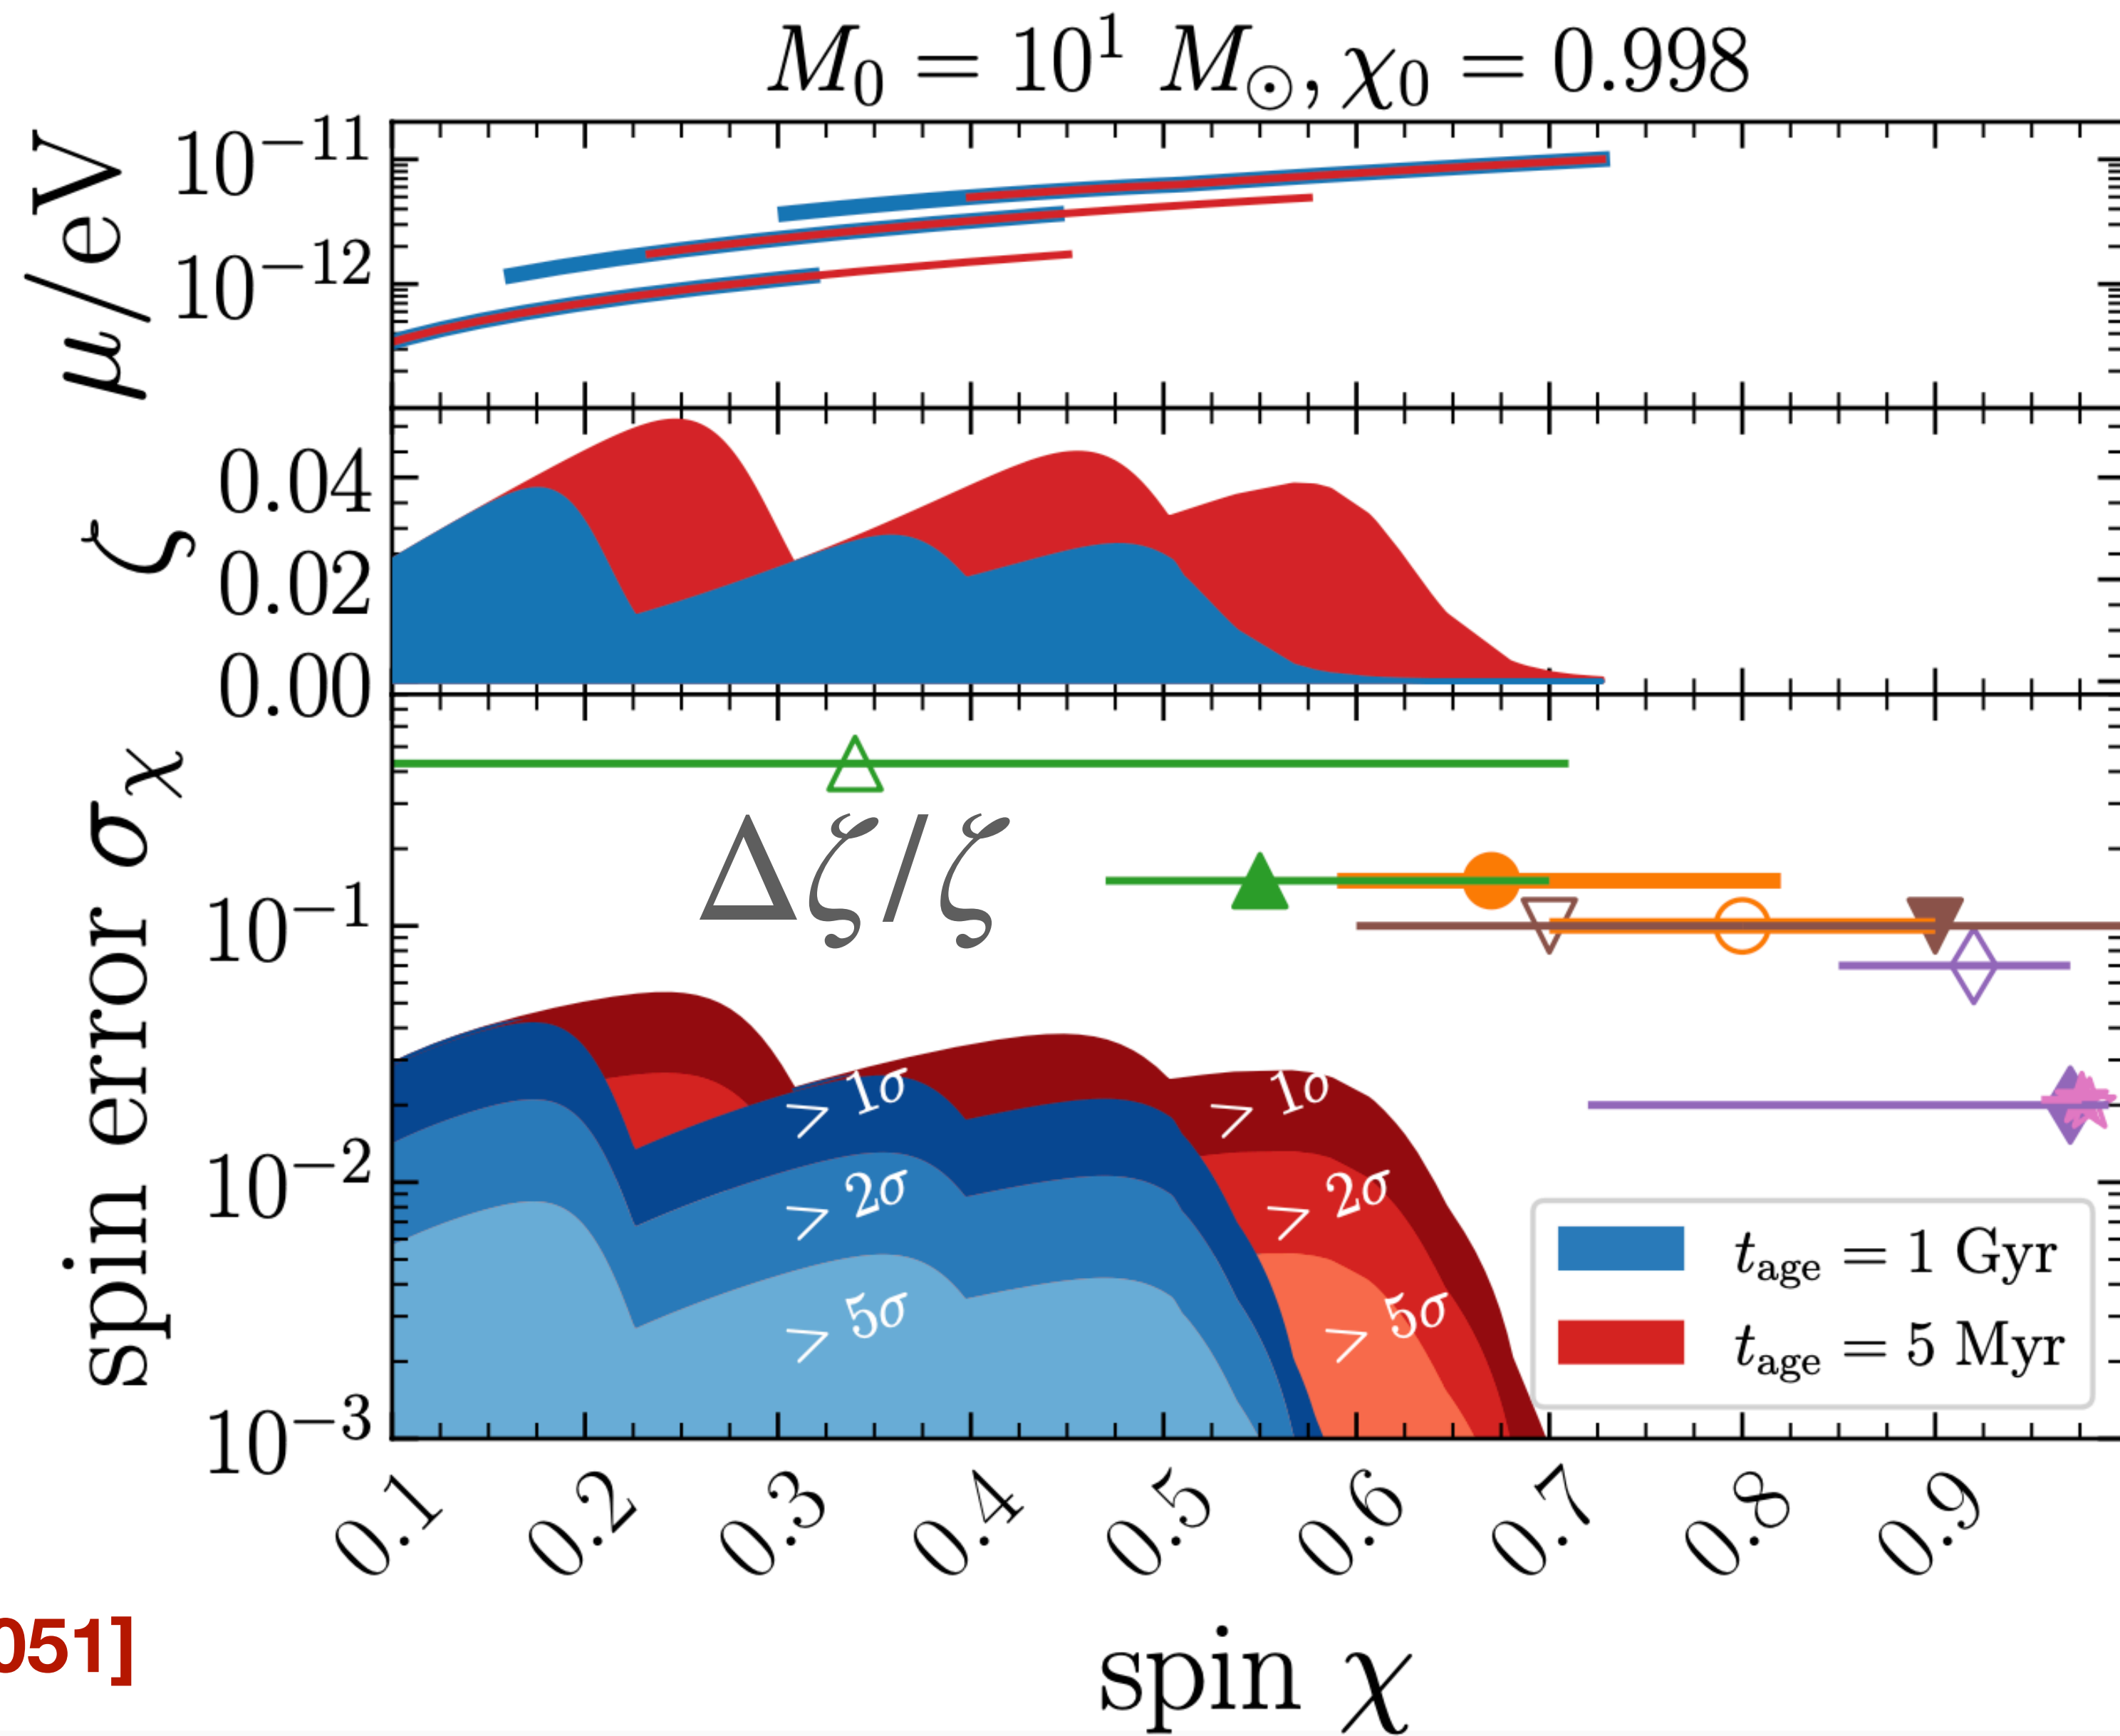 M₀ = 10¹ M⊙, χ₀ = 0.998
μ/eV
10⁻¹¹
10⁻¹²
ζ
0.04
0.02
0.00
spin error σχ
10⁻¹
10⁻²
10⁻³
Δζ/ζ
> 1σ
> 2σ
> 5σ
> 1σ
> 2σ
> 5σ
t_age = 1 Gyr
t_age = 5 Myr
0.1 0.2 0.3 0.4 0.5 0.6 0.7 0.8 0.9
spin χ
051]